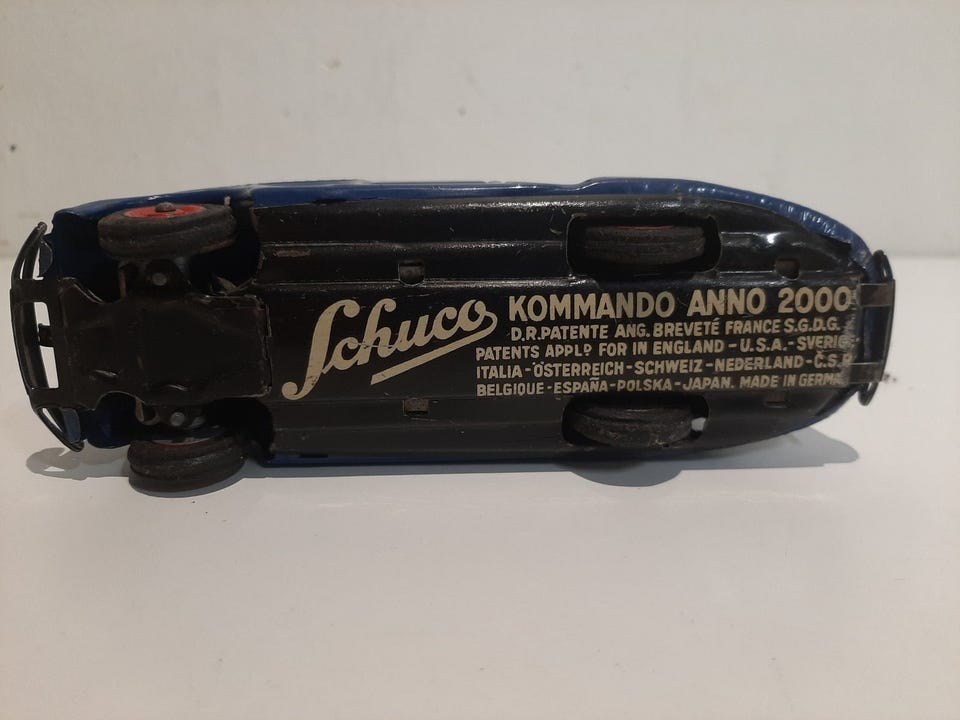 Schuco
KOMMANDO ANNO 2000
D.R.PATENTE ANG. BREVETÉ FRANCE S.G.D.G.
PATENTS APPLD FOR IN ENGLAND - U.S.A. - SVERIGE
ITALIA - ÖSTERREICH - SCHWEIZ - NEDERLAND - Č.S.R.
BELGIQUE - ESPAÑA - POLSKA - JAPAN. MADE IN